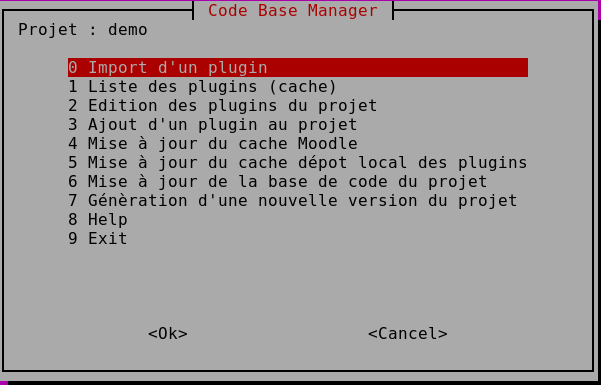 Code Base Manager
Projet : demo
0 Import d'un plugin
1 Liste des plugins (cache)
2 Edition des plugins du projet
3 Ajout d'un plugin au projet
4 Mise à jour du cache Moodle
5 Mise à jour du cache dépot local des plugins
6 Mise à jour de la base de code du projet
7 Génèration d'une nouvelle version du projet
8 Help
9 Exit
<Ok> <Cancel>